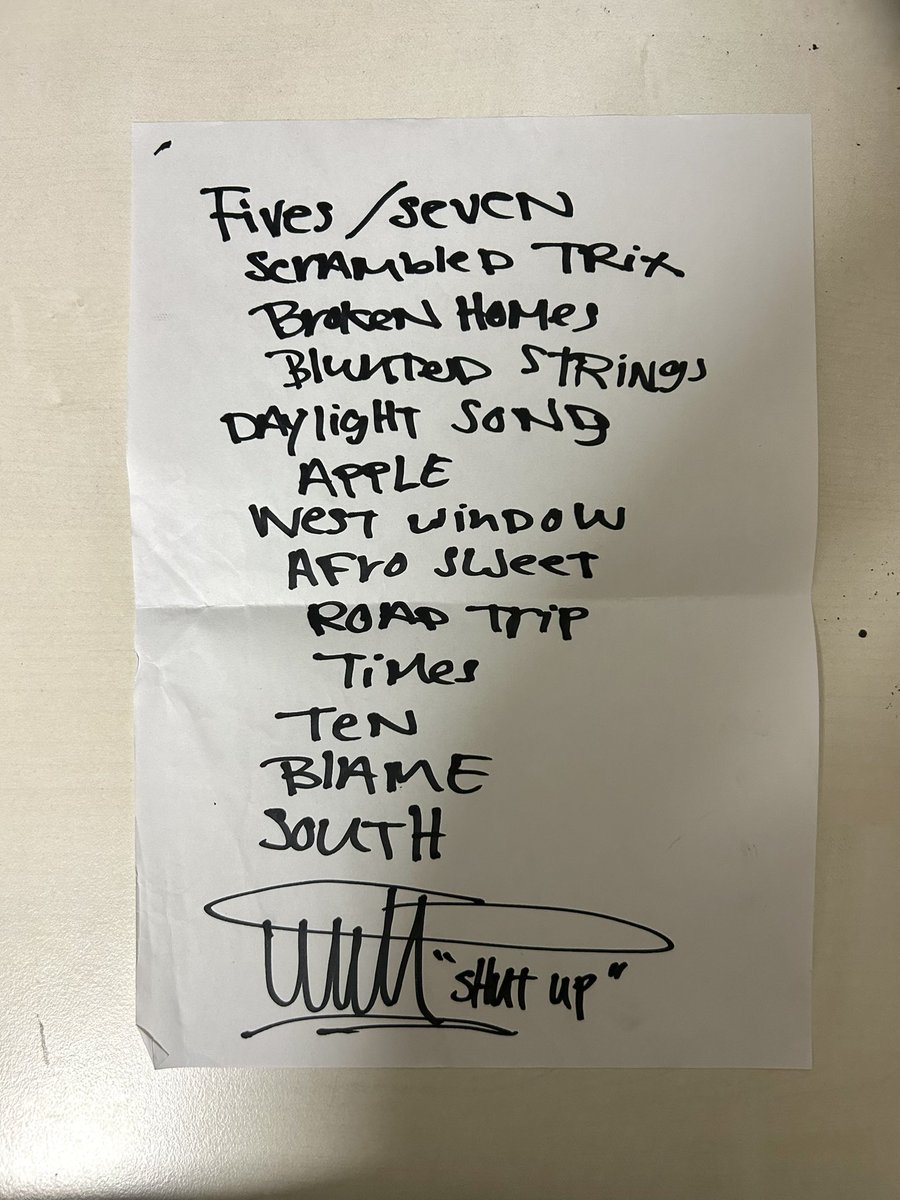 Fives / seven
scrambled Trix
Broken Homes
Blunted strings
Daylight song
Apple
West window
Afro sweet
Road trip
Times
Ten
Blame
South
"shut up"